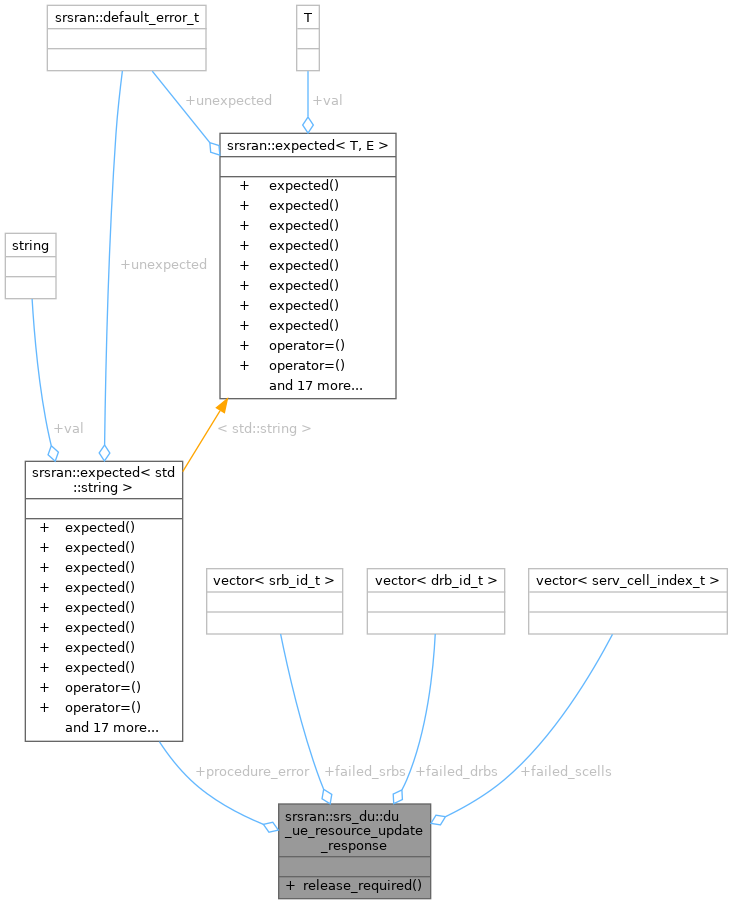 srsran::default_error_t
T
+unexpected
+val
srsran::expected< T, E >
+ expected()
+ expected()
+ expected()
+ expected()
+ expected()
+ expected()
+ expected()
+ expected()
+ operator=()
+ operator=()
and 17 more...
string
+unexpected
+val
< std::string >
srsran::expected< std
::string >
+ expected()
+ expected()
+ expected()
+ expected()
+ expected()
+ expected()
+ expected()
+ expected()
+ operator=()
+ operator=()
and 17 more...
vector< srb_id_t >
vector< drb_id_t >
vector< serv_cell_index_t >
+procedure_error
+failed_srbs
+failed_drbs
+failed_scells
srsran::srs_du::du
_ue_resource_update
_response
+ release_required()